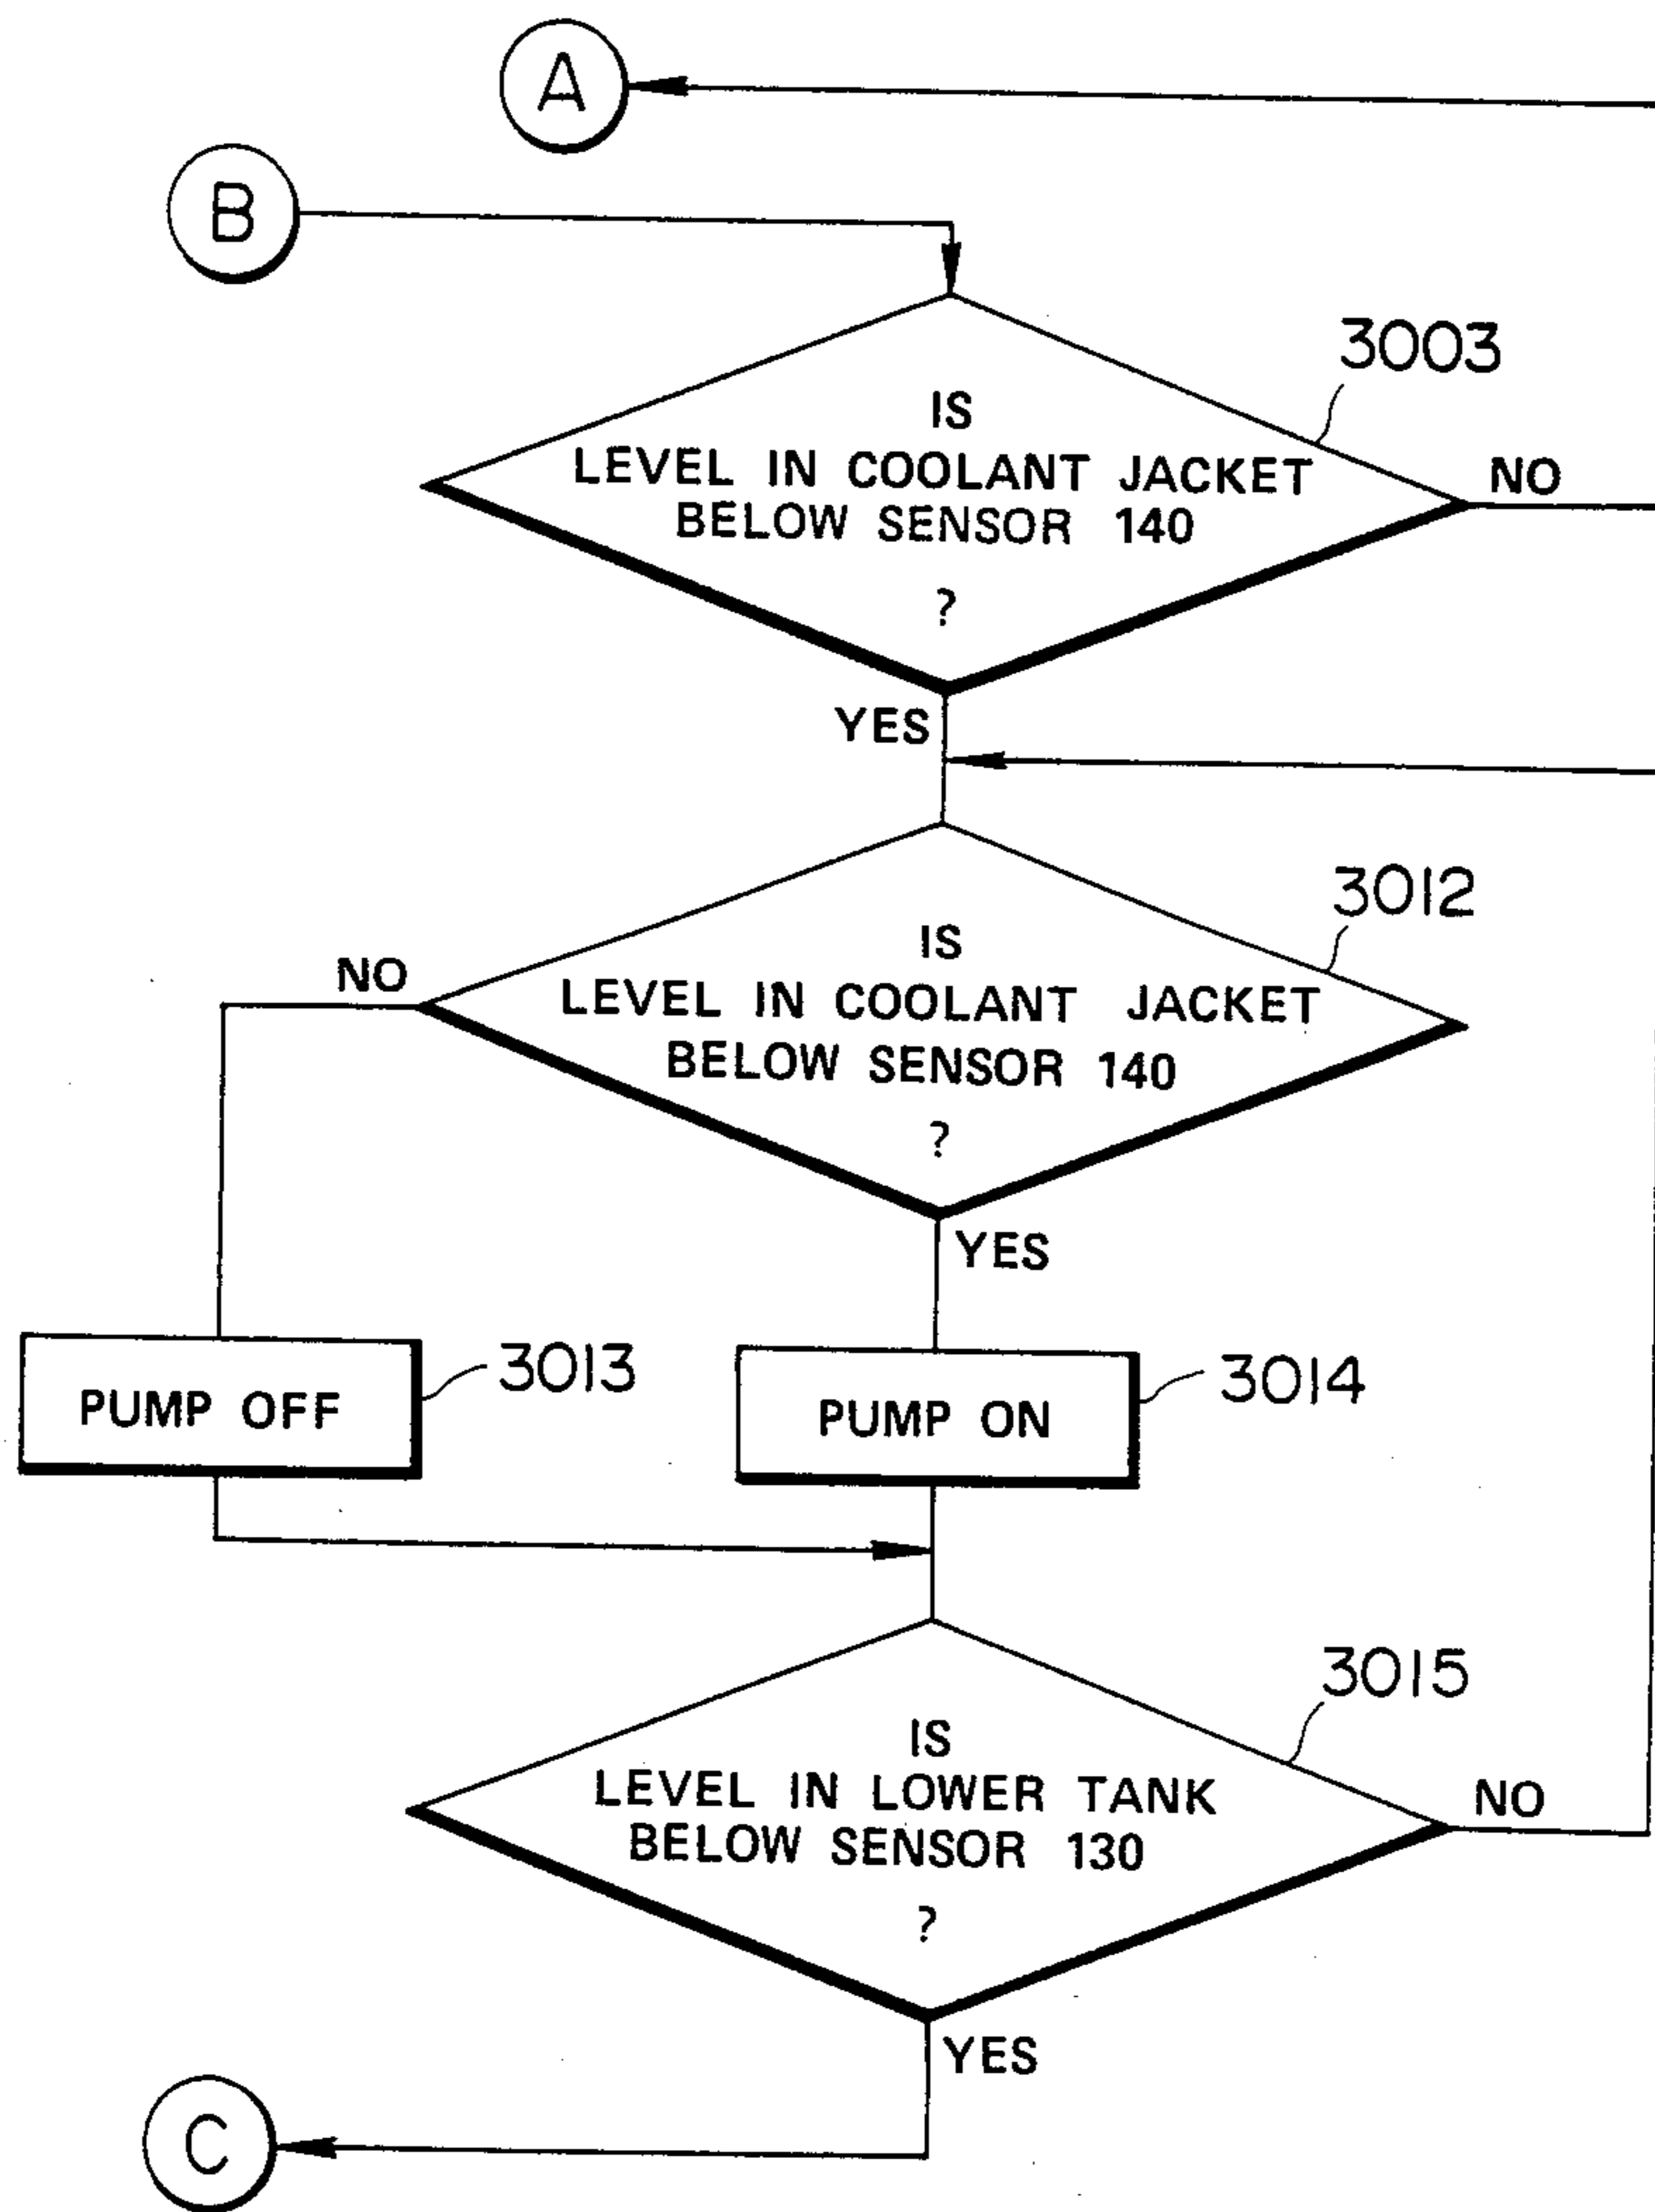 A
B
3003
IS
LEVEL IN COOLANT JACKET
BELOW SENSOR 140
?
NO
YES
3012
IS
LEVEL IN COOLANT JACKET
BELOW SENSOR 140
?
NO
YES
PUMP OFF
3013
PUMP ON
3014
3015
IS
LEVEL IN LOWER TANK
BELOW SENSOR 130
?
NO
YES
C